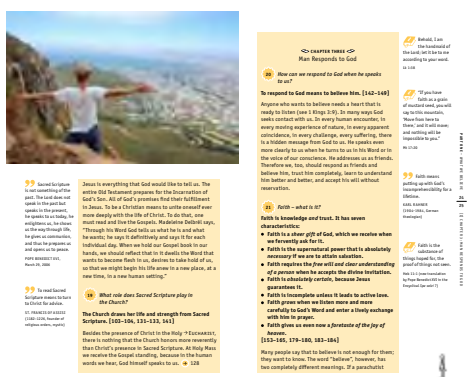 Sacred Scripture
is not something of the
past. The Lord does not
speak in the past but
speaks in the present,
he speaks to us today, he
enlightens us, he shows
us the way through life,
he gives us communion,
and thus he prepares us
and opens us to peace.
POPE BENEDICT XVI,
March 29, 2006
To read Sacred
Scripture means to turn
to Christ for advice.
ST. FRANCIS OF ASSISI
(1182–1226, founder of
religious orders, mystic)
Jesus is everything that God would like to tell us. The
entire Old Testament prepares for the Incarnation of
God's Son. All of God's promises find their fulfillment
in Jesus. To be a Christian means to unite oneself ever
more deeply with the life of Christ. To do that, one
must read and live the Gospels. Madeleine Delbrêl says,
"Through his Word God tells us what he is and what
he wants; he says it definitively and says it for each
individual day. When we hold our Gospel book in our
hands, we should reflect that in it dwells the Word that
wants to become flesh in us, desires to take hold of us,
so that we might begin his life anew in a new place, at a
new time, in a new human setting."
19 What role does Sacred Scripture play in
the Church?
The Church draws her life and strength from Sacred
Scripture. [103–104, 131–133, 141]
Besides the presence of Christ in the Holy → EUCHARIST,
there is nothing that the Church honors more reverently
than Christ's presence in Sacred Scripture. At Holy Mass
we receive the Gospel standing, because in the human
words we hear, God himself speaks to us. → 128
<> CHAPTER THREE <>
Man Responds to God
20 How can we respond to God when he speaks
to us?
To respond to God means to believe him. [142–149]
Anyone who wants to believe needs a heart that is
ready to listen (see 1 Kings 3:9). In many ways God
seeks contact with us. In every human encounter, in
every moving experience of nature, in every apparent
coincidence, in every challenge, every suffering, there
is a hidden message from God to us. He speaks even
more clearly to us when he turns to us in his Word or in
the voice of our conscience. He addresses us as friends.
Therefore we, too, should respond as friends and
believe him, trust him completely, learn to understand
him better and better, and accept his will without
reservation.
21 Faith – what is it?
Faith is knowledge and trust. It has seven
characteristics:
• Faith is a sheer gift of God, which we receive when
we fervently ask for it.
• Faith is the supernatural power that is absolutely
necessary if we are to attain salvation.
• Faith requires the free will and clear understanding
of a person when he accepts the divine invitation.
• Faith is absolutely certain, because Jesus
guarantees it.
• Faith is incomplete unless it leads to active love.
• Faith grows when we listen more and more
carefully to God's Word and enter a lively exchange
with him in prayer.
• Faith gives us even now a foretaste of the joy of
heaven.
[153–165, 179–180, 183–184]
Many people say that to believe is not enough for them;
they want to know. The word "believe", however, has
two completely different meanings. If a parachutist
Behold, I am
the handmaid of
the Lord; let it be to me
according to your word.
Lk 1:38
"If you have
faith as a grain
of mustard seed, you will
say to this mountain,
'Move from here to
there,' and it will move;
and nothing will be
impossible to you."
Mt 17:20
Faith means
putting up with God's
incomprehensibility for a
lifetime.
KARL RAHNER
(1904–1984, German
theologian)
Faith is the
substance of
things hoped for, the
proof of things not seen.